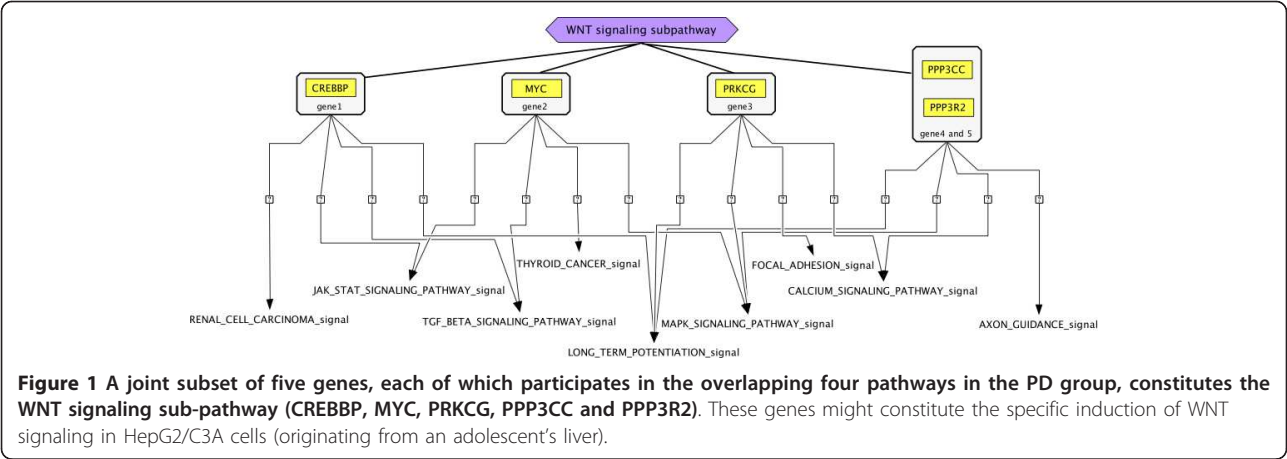 WNT signaling subpathway
CREBBP
gene1
MYC
gene2
PRKCG
gene3
PPP3CC
PPP3R2
gene4 and 5
? ? ? ? ? ? ? ? ? ? ? ? ? ? ? ?
THYROID_CANCER_signal
FOCAL_ADHESION_signal
JAK_STAT_SIGNALING_PATHWAY_signal
CALCIUM_SIGNALING_PATHWAY_signal
RENAL_CELL_CARCINOMA_signal
TGF_BETA_SIGNALING_PATHWAY_signal
MAPK_SIGNALING_PATHWAY_signal
AXON_GUIDANCE_signal
LONG_TERM_POTENTIATION_signal
Figure 1 A joint subset of five genes, each of which participates in the overlapping four pathways in the PD group, constitutes the
WNT signaling sub-pathway (CREBBP, MYC, PRKCG, PPP3CC and PPP3R2). These genes might constitute the specific induction of WNT
signaling in HepG2/C3A cells (originating from an adolescent's liver).